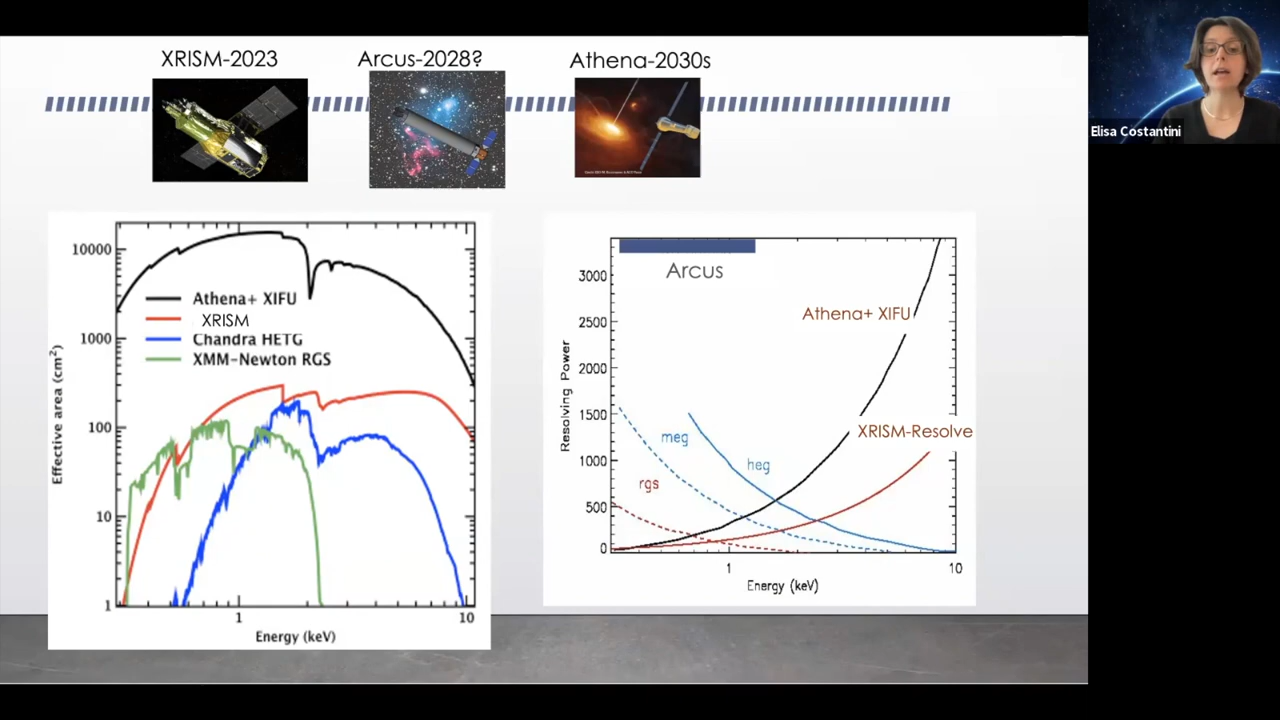 XRISM-2023
Arcus-2028?
Athena-2030s
Elisa Costantini
Effective area (cm²)
10000
1000
100
10
1
Athena+ XIFU
XRISM
Chandra HETG
XMM-Newton RGS
1
10
Energy (keV)
Resolving Power
3000
2500
2000
1500
1000
500
0
Arcus
Athena+ XIFU
XRISM-Resolve
meg
heg
rgs
1
10
Energy (keV)